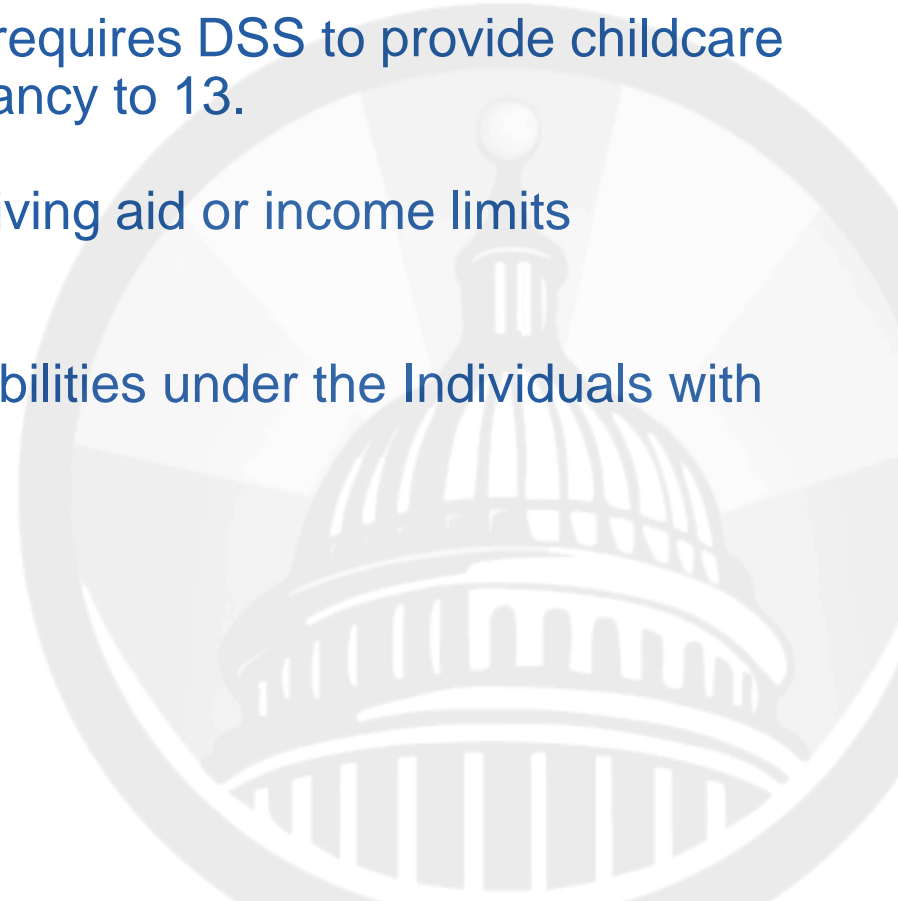 requires DSS to provide childcare
ancy to 13.
iving aid or income limits
bilities under the Individuals with